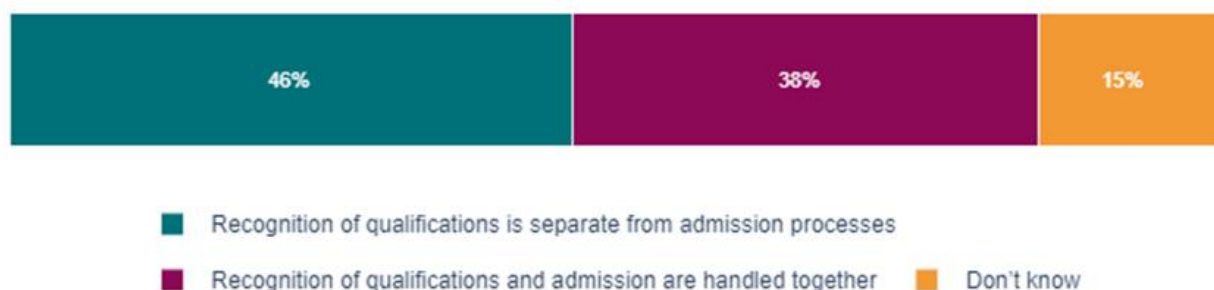 46% 38% 15%
Recognition of qualifications is separate from admission processes
Recognition of qualifications and admission are handled together Don't know